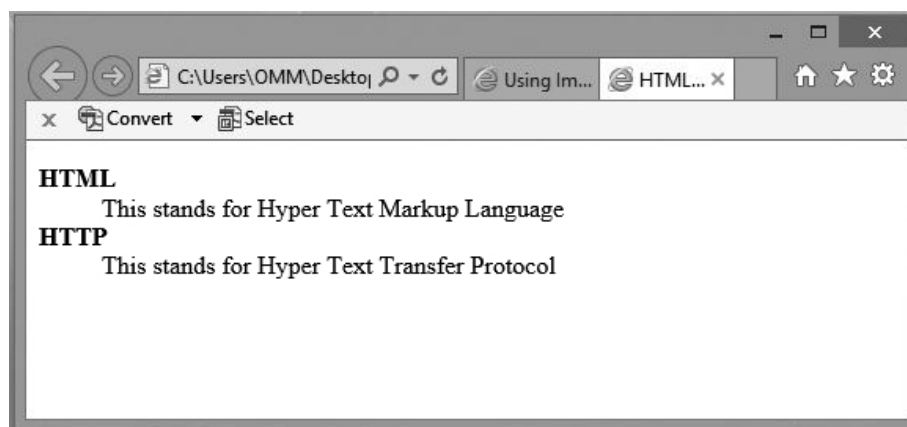 C:\Users\OMM\Desktop
Using Im...
HTML...
Convert
Select
HTML
This stands for Hyper Text Markup Language
HTTP
This stands for Hyper Text Transfer Protocol